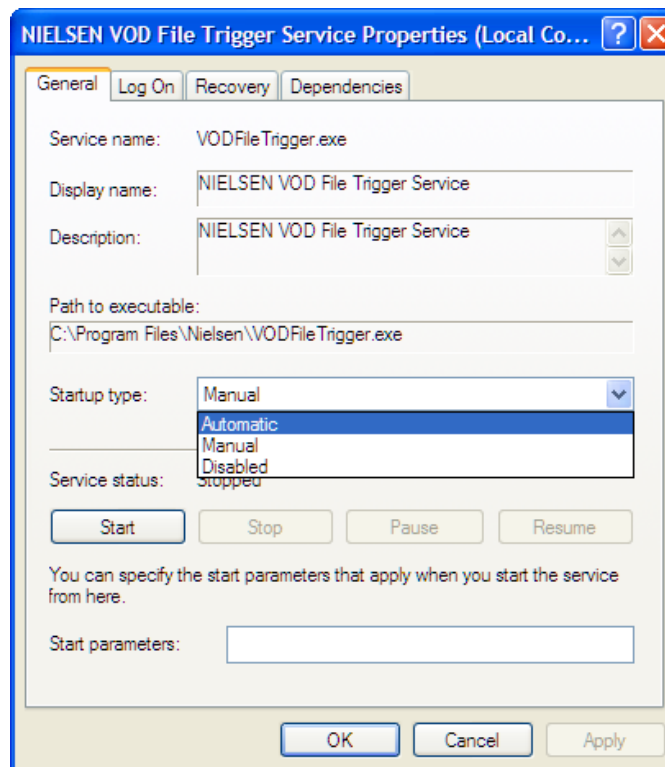 NIELSEN VOD File Trigger Service Properties (Local Co...
General Log On Recovery Dependencies
Service name: VODFileTrigger.exe
Display name: NIELSEN VOD File Trigger Service
Description: NIELSEN VOD File Trigger Service
Path to executable:
C:\Program Files\Nielsen\VODFileTrigger.exe
Startup type: Manual
Automatic
Manual
Disabled
Service status: Stopped
Start Stop Pause Resume
You can specify the start parameters that apply when you start the service
from here.
Start parameters:
OK Cancel Apply